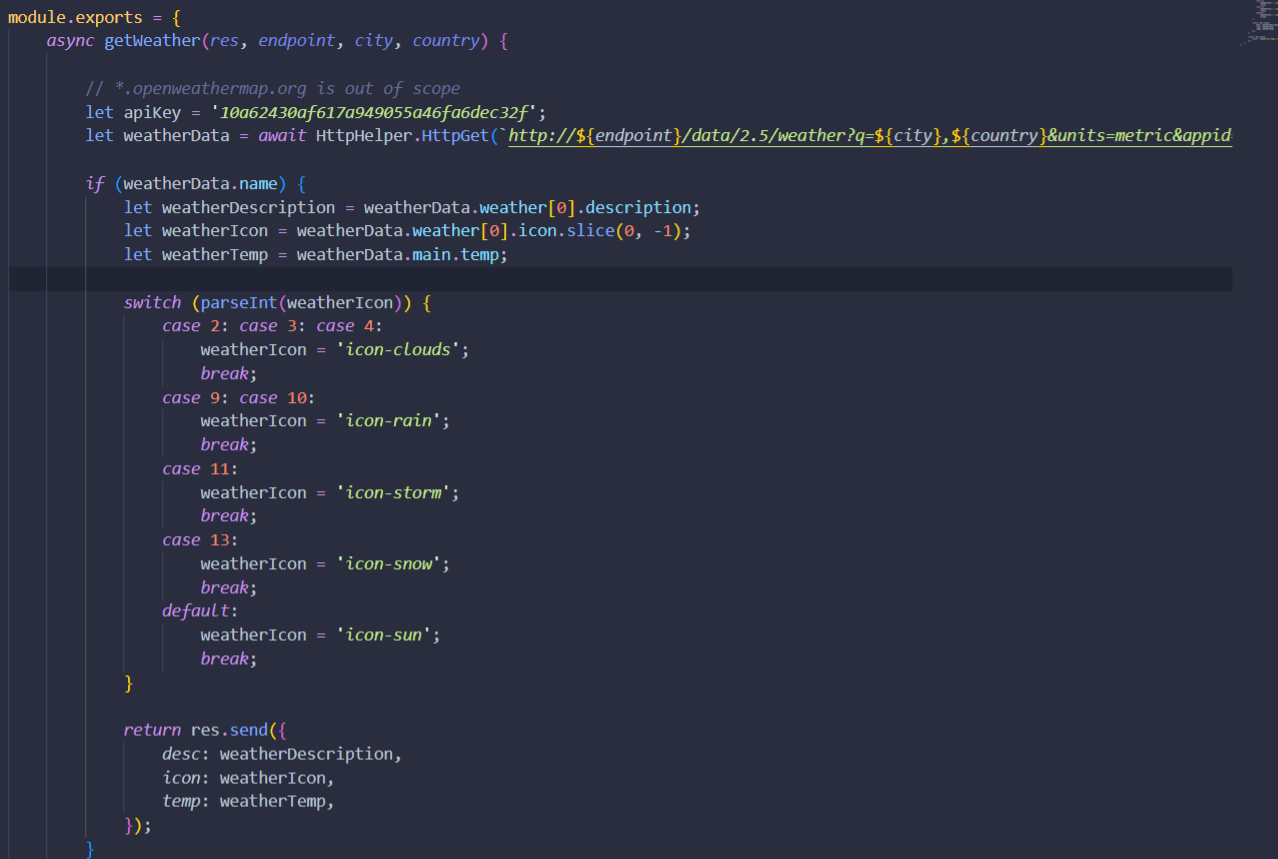 module.exports = {
async getWeather(res, endpoint, city, country) {
// *.openweathermap.org is out of scope
let apiKey = '10a62430af617a949055a46fa6dec32f';
let weatherData = await HttpHelper.HttpGet(`http://${endpoint}/data/2.5/weather?q=${city},${country}&units=metric&appid
if (weatherData.name) {
let weatherDescription = weatherData.weather[0].description;
let weatherIcon = weatherData.weather[0].icon.slice(0, -1);
let weatherTemp = weatherData.main.temp;
switch (parseInt(weatherIcon)) {
case 2: case 3: case 4:
weatherIcon = 'icon-clouds';
break;
case 9: case 10:
weatherIcon = 'icon-rain';
break;
case 11:
weatherIcon = 'icon-storm';
break;
case 13:
weatherIcon = 'icon-snow';
break;
default:
weatherIcon = 'icon-sun';
break;
}
return res.send({
desc: weatherDescription,
icon: weatherIcon,
temp: weatherTemp,
});
}